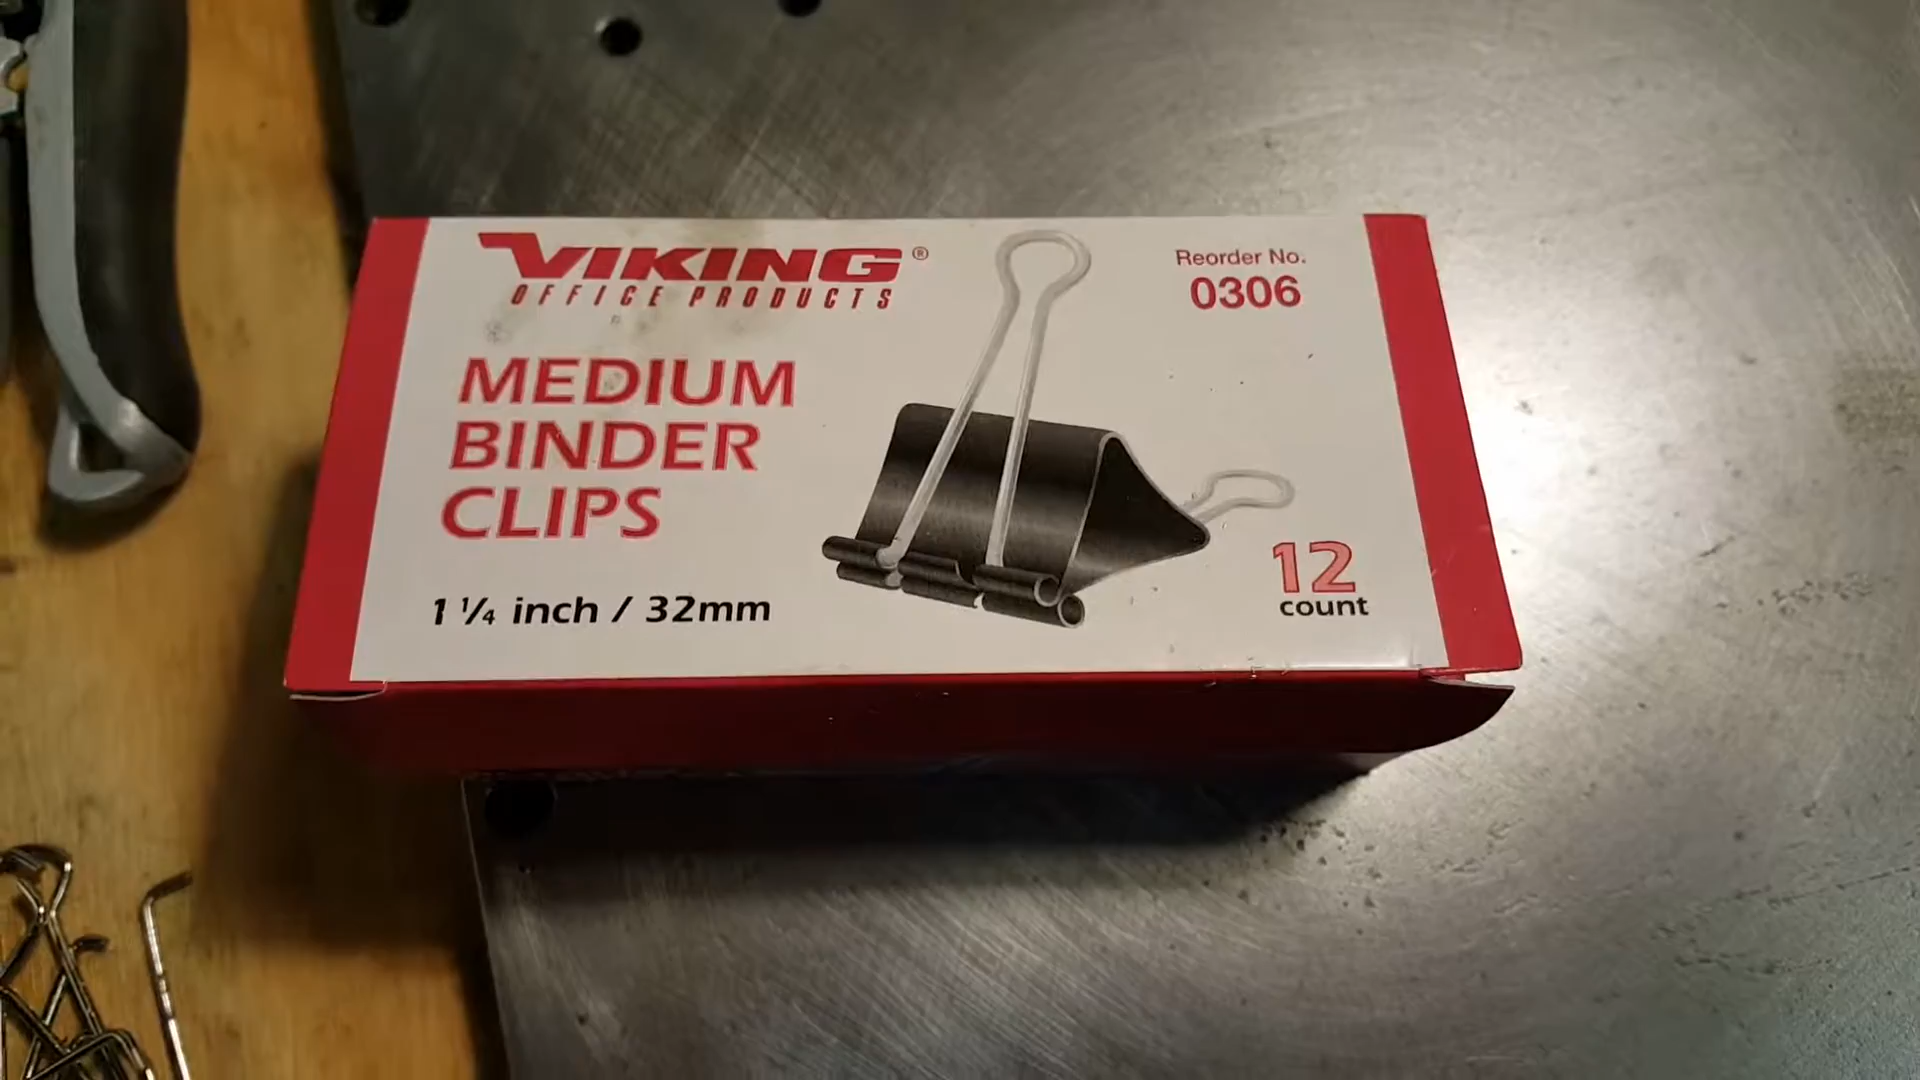 VIKING®
OFFICE PRODUCTS
Reorder No.
0306
MEDIUM
BINDER
CLIPS
1 ¼ inch / 32mm
12
count